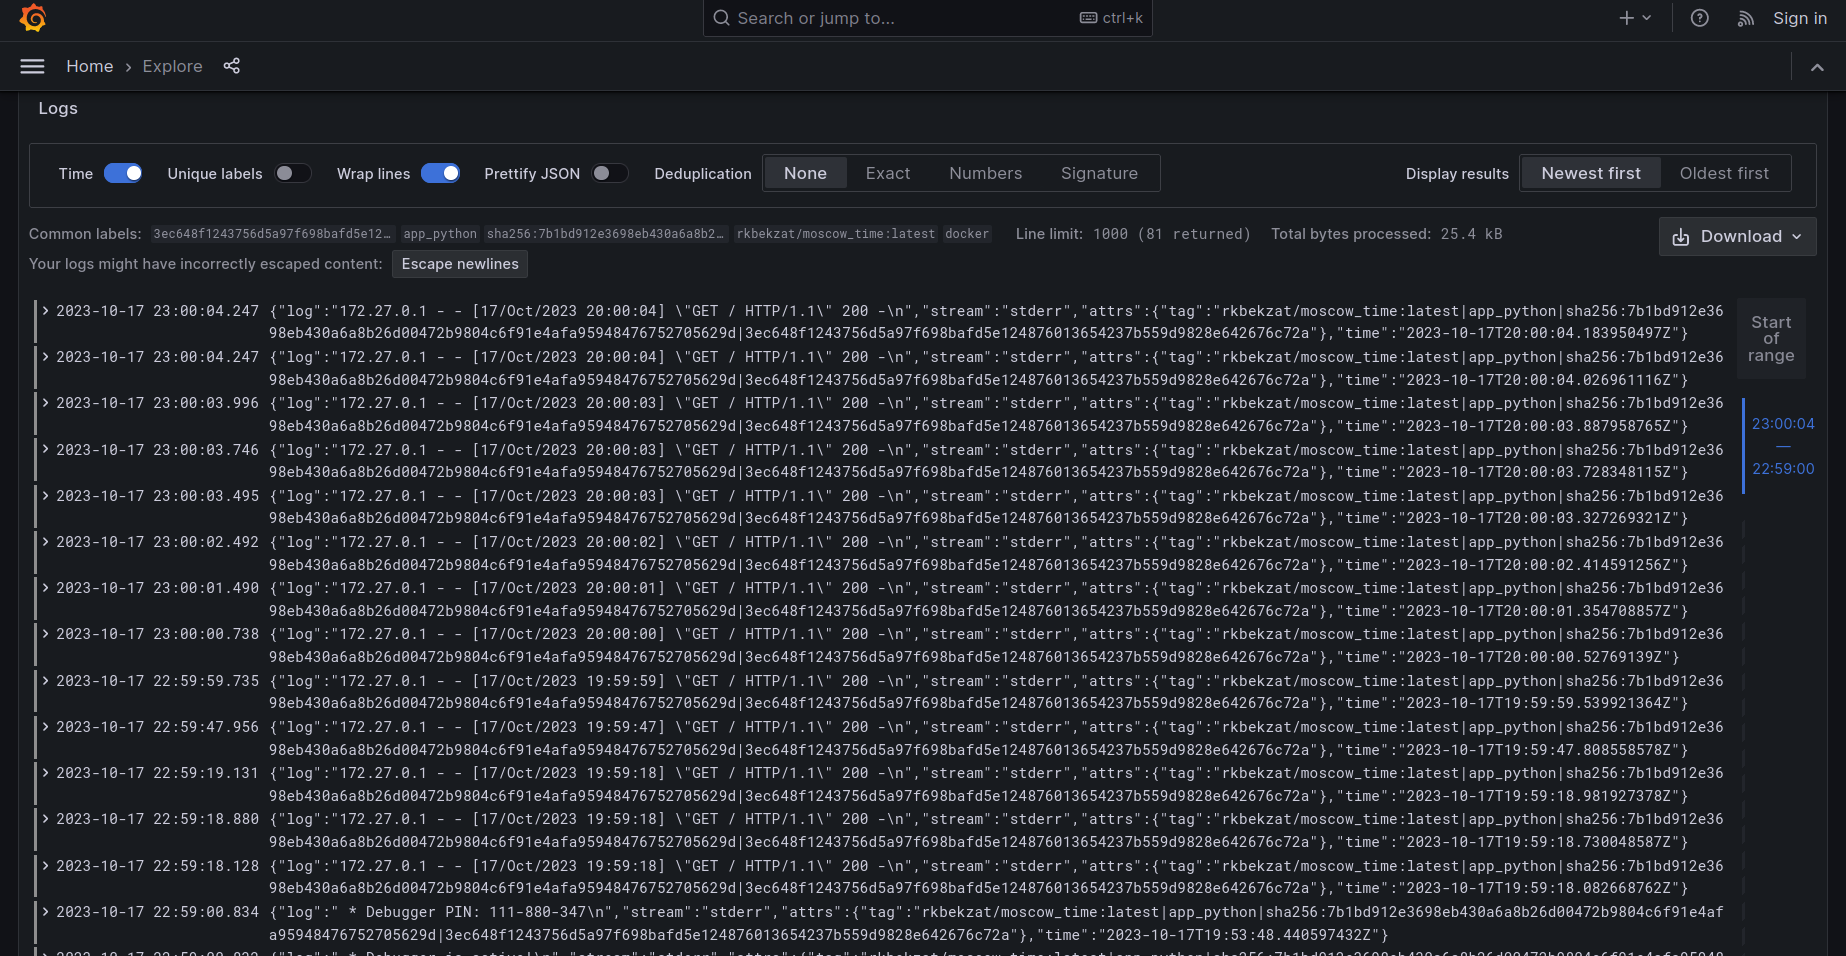 Search or jump to... ctrl+k Sign in
Home › Explore
Logs
Time Unique labels Wrap lines Prettify JSON Deduplication None Exact Numbers Signature Display results Newest first Oldest first
Common labels: 3ec648f1243756d5a97f698bafd5e12… app_python sha256:7b1bd912e3698eb430a6a8b2… rkbekzat/moscow_time:latest docker Line limit: 1000 (81 returned) Total bytes processed: 25.4 kB Download
Your logs might have incorrectly escaped content: Escape newlines
2023-10-17 23:00:04.247 {"log":"172.27.0.1 - - [17/Oct/2023 20:00:04] \"GET / HTTP/1.1\" 200 -\n","stream":"stderr","attrs":{"tag":"rkbekzat/moscow_time:latest|app_python|sha256:7b1bd912e36
98eb430a6a8b26d00472b9804c6f91e4afa95948476752705629d|3ec648f1243756d5a97f698bafd5e124876013654237b559d9828e642676c72a"},"time":"2023-10-17T20:00:04.183950497Z"}
2023-10-17 23:00:04.247 {"log":"172.27.0.1 - - [17/Oct/2023 20:00:04] \"GET / HTTP/1.1\" 200 -\n","stream":"stderr","attrs":{"tag":"rkbekzat/moscow_time:latest|app_python|sha256:7b1bd912e36
98eb430a6a8b26d00472b9804c6f91e4afa95948476752705629d|3ec648f1243756d5a97f698bafd5e124876013654237b559d9828e642676c72a"},"time":"2023-10-17T20:00:04.026961116Z"}
2023-10-17 23:00:03.996 {"log":"172.27.0.1 - - [17/Oct/2023 20:00:03] \"GET / HTTP/1.1\" 200 -\n","stream":"stderr","attrs":{"tag":"rkbekzat/moscow_time:latest|app_python|sha256:7b1bd912e36
98eb430a6a8b26d00472b9804c6f91e4afa95948476752705629d|3ec648f1243756d5a97f698bafd5e124876013654237b559d9828e642676c72a"},"time":"2023-10-17T20:00:03.887958765Z"}
2023-10-17 23:00:03.746 {"log":"172.27.0.1 - - [17/Oct/2023 20:00:03] \"GET / HTTP/1.1\" 200 -\n","stream":"stderr","attrs":{"tag":"rkbekzat/moscow_time:latest|app_python|sha256:7b1bd912e36
98eb430a6a8b26d00472b9804c6f91e4afa95948476752705629d|3ec648f1243756d5a97f698bafd5e124876013654237b559d9828e642676c72a"},"time":"2023-10-17T20:00:03.728348115Z"}
2023-10-17 23:00:03.495 {"log":"172.27.0.1 - - [17/Oct/2023 20:00:03] \"GET / HTTP/1.1\" 200 -\n","stream":"stderr","attrs":{"tag":"rkbekzat/moscow_time:latest|app_python|sha256:7b1bd912e36
98eb430a6a8b26d00472b9804c6f91e4afa95948476752705629d|3ec648f1243756d5a97f698bafd5e124876013654237b559d9828e642676c72a"},"time":"2023-10-17T20:00:03.327269321Z"}
2023-10-17 23:00:02.492 {"log":"172.27.0.1 - - [17/Oct/2023 20:00:02] \"GET / HTTP/1.1\" 200 -\n","stream":"stderr","attrs":{"tag":"rkbekzat/moscow_time:latest|app_python|sha256:7b1bd912e36
98eb430a6a8b26d00472b9804c6f91e4afa95948476752705629d|3ec648f1243756d5a97f698bafd5e124876013654237b559d9828e642676c72a"},"time":"2023-10-17T20:00:02.414591256Z"}
2023-10-17 23:00:01.490 {"log":"172.27.0.1 - - [17/Oct/2023 20:00:01] \"GET / HTTP/1.1\" 200 -\n","stream":"stderr","attrs":{"tag":"rkbekzat/moscow_time:latest|app_python|sha256:7b1bd912e36
98eb430a6a8b26d00472b9804c6f91e4afa95948476752705629d|3ec648f1243756d5a97f698bafd5e124876013654237b559d9828e642676c72a"},"time":"2023-10-17T20:00:01.354708857Z"}
2023-10-17 23:00:00.738 {"log":"172.27.0.1 - - [17/Oct/2023 20:00:00] \"GET / HTTP/1.1\" 200 -\n","stream":"stderr","attrs":{"tag":"rkbekzat/moscow_time:latest|app_python|sha256:7b1bd912e36
98eb430a6a8b26d00472b9804c6f91e4afa95948476752705629d|3ec648f1243756d5a97f698bafd5e124876013654237b559d9828e642676c72a"},"time":"2023-10-17T20:00:00.52769139Z"}
2023-10-17 22:59:59.735 {"log":"172.27.0.1 - - [17/Oct/2023 19:59:59] \"GET / HTTP/1.1\" 200 -\n","stream":"stderr","attrs":{"tag":"rkbekzat/moscow_time:latest|app_python|sha256:7b1bd912e36
98eb430a6a8b26d00472b9804c6f91e4afa95948476752705629d|3ec648f1243756d5a97f698bafd5e124876013654237b559d9828e642676c72a"},"time":"2023-10-17T19:59:59.539921364Z"}
2023-10-17 22:59:47.956 {"log":"172.27.0.1 - - [17/Oct/2023 19:59:47] \"GET / HTTP/1.1\" 200 -\n","stream":"stderr","attrs":{"tag":"rkbekzat/moscow_time:latest|app_python|sha256:7b1bd912e36
98eb430a6a8b26d00472b9804c6f91e4afa95948476752705629d|3ec648f1243756d5a97f698bafd5e124876013654237b559d9828e642676c72a"},"time":"2023-10-17T19:59:47.808558578Z"}
2023-10-17 22:59:19.131 {"log":"172.27.0.1 - - [17/Oct/2023 19:59:18] \"GET / HTTP/1.1\" 200 -\n","stream":"stderr","attrs":{"tag":"rkbekzat/moscow_time:latest|app_python|sha256:7b1bd912e36
98eb430a6a8b26d00472b9804c6f91e4afa95948476752705629d|3ec648f1243756d5a97f698bafd5e124876013654237b559d9828e642676c72a"},"time":"2023-10-17T19:59:18.981927378Z"}
2023-10-17 22:59:18.880 {"log":"172.27.0.1 - - [17/Oct/2023 19:59:18] \"GET / HTTP/1.1\" 200 -\n","stream":"stderr","attrs":{"tag":"rkbekzat/moscow_time:latest|app_python|sha256:7b1bd912e36
98eb430a6a8b26d00472b9804c6f91e4afa95948476752705629d|3ec648f1243756d5a97f698bafd5e124876013654237b559d9828e642676c72a"},"time":"2023-10-17T19:59:18.730048587Z"}
2023-10-17 22:59:18.128 {"log":"172.27.0.1 - - [17/Oct/2023 19:59:18] \"GET / HTTP/1.1\" 200 -\n","stream":"stderr","attrs":{"tag":"rkbekzat/moscow_time:latest|app_python|sha256:7b1bd912e36
98eb430a6a8b26d00472b9804c6f91e4afa95948476752705629d|3ec648f1243756d5a97f698bafd5e124876013654237b559d9828e642676c72a"},"time":"2023-10-17T19:59:18.082668762Z"}
2023-10-17 22:59:00.834 {"log":" * Debugger PIN: 111-880-347\n","stream":"stderr","attrs":{"tag":"rkbekzat/moscow_time:latest|app_python|sha256:7b1bd912e3698eb430a6a8b26d00472b9804c6f91e4af
a95948476752705629d|3ec648f1243756d5a97f698bafd5e124876013654237b559d9828e642676c72a"},"time":"2023-10-17T19:53:48.440597432Z"}
Start
of
range
23:00:04
—
22:59:00